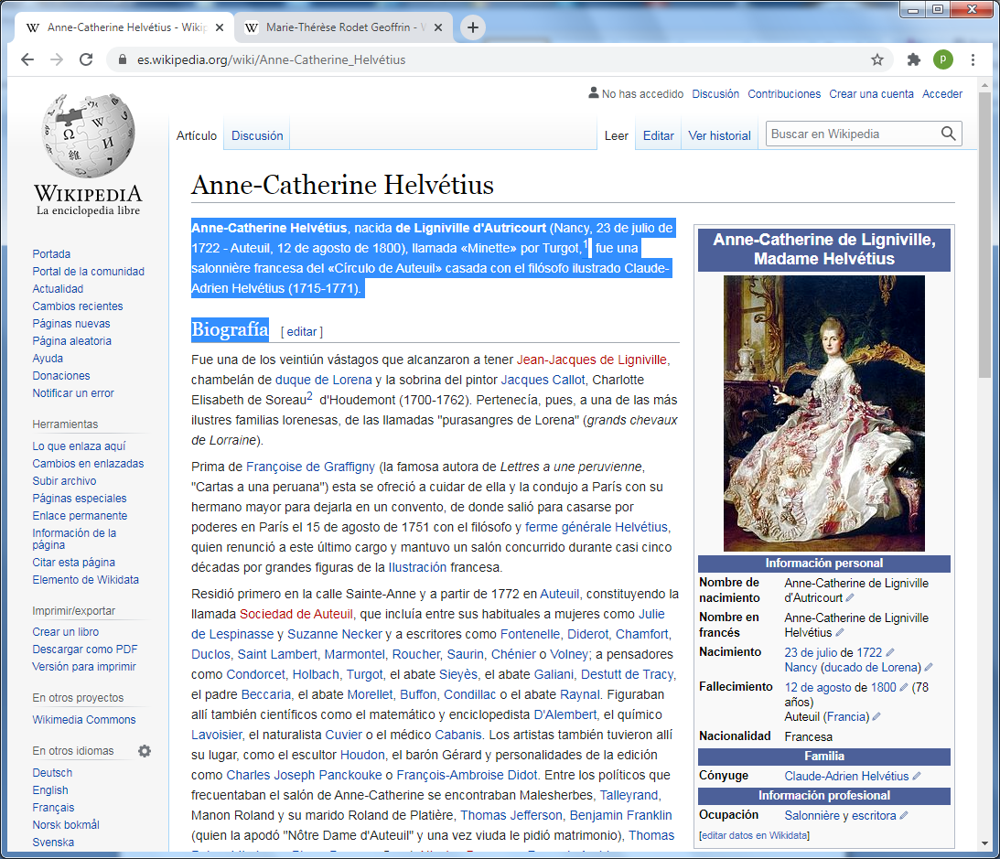 Anne-Catherine Helvétius - Wikip
Marie-Thérèse Rodet Geoffrin - W
es.wikipedia.org/wiki/Anne-Catherine_Helvétius
P
No has accedido Discusión Contribuciones Crear una cuenta Acceder
Artículo Discusión Leer Editar Ver historial Buscar en Wikipedia
WIKIPEDIA
La enciclopedia libre
Portada
Portal de la comunidad
Actualidad
Cambios recientes
Páginas nuevas
Página aleatoria
Ayuda
Donaciones
Notificar un error
Herramientas
Lo que enlaza aquí
Cambios en enlazadas
Subir archivo
Páginas especiales
Enlace permanente
Información de la
página
Citar esta página
Elemento de Wikidata
Imprimir/exportar
Crear un libro
Descargar como PDF
Versión para imprimir
En otros proyectos
Wikimedia Commons
En otros idiomas
Deutsch
English
Français
Norsk bokmål
Svenska
Anne-Catherine Helvétius
Anne-Catherine Helvétius, nacida de Ligniville d'Autricourt (Nancy, 23 de julio de
1722 - Auteuil, 12 de agosto de 1800), llamada «Minette» por Turgot,1 fue una
salonnière francesa del «Círculo de Auteuil» casada con el filósofo ilustrado Claude-
Adrien Helvétius (1715-1771).
Biografía [ editar ]
Fue una de los veintiún vástagos que alcanzaron a tener Jean-Jacques de Ligniville,
chambelán de duque de Lorena y la sobrina del pintor Jacques Callot, Charlotte
Elisabeth de Soreau2 d'Houdemont (1700-1762). Pertenecía, pues, a una de las más
ilustres familias lorenesas, de las llamadas "purasangres de Lorena" (grands chevaux
de Lorraine).
Prima de Françoise de Graffigny (la famosa autora de Lettres a une peruvienne,
"Cartas a una peruana") esta se ofreció a cuidar de ella y la condujo a París con su
hermano mayor para dejarla en un convento, de donde salió para casarse por
poderes en París el 15 de agosto de 1751 con el filósofo y ferme générale Helvétius,
quien renunció a este último cargo y mantuvo un salón concurrido durante casi cinco
décadas por grandes figuras de la Ilustración francesa.
Residió primero en la calle Sainte-Anne y a partir de 1772 en Auteuil, constituyendo la
llamada Sociedad de Auteuil, que incluía entre sus habituales a mujeres como Julie
de Lespinasse y Suzanne Necker y a escritores como Fontenelle, Diderot, Chamfort,
Duclos, Saint Lambert, Marmontel, Roucher, Saurin, Chénier o Volney; a pensadores
como Condorcet, Holbach, Turgot, el abate Sieyès, el abate Galiani, Destutt de Tracy,
el padre Beccaria, el abate Morellet, Buffon, Condillac o el abate Raynal. Figuraban
allí también científicos como el matemático y enciclopedista D'Alembert, el químico
Lavoisier, el naturalista Cuvier o el médico Cabanis. Los artistas también tuvieron allí
su lugar, como el escultor Houdon, el barón Gérard y personalidades de la edición
como Charles Joseph Panckouke o François-Ambroise Didot. Entre los políticos que
frecuentaban el salón de Anne-Catherine se encontraban Malesherbes, Talleyrand,
Manon Roland y su marido Roland de Platière, Thomas Jefferson, Benjamin Franklin
(quien la apodó "Nôtre Dame d'Auteuil" y una vez viuda le pidió matrimonio), Thomas
Anne-Catherine de Ligniville,
Madame Helvétius
Información personal
Nombre de nacimiento Anne-Catherine de Ligniville d'Autricourt
Nombre en francés Anne-Catherine de Ligniville Helvétius
Nacimiento 23 de julio de 1722
Nancy (ducado de Lorena)
Fallecimiento 12 de agosto de 1800 (78
años)
Auteuil (Francia)
Nacionalidad Francesa
Familia
Cónyuge Claude-Adrien Helvétius
Información profesional
Ocupación Salonnière y escritora
[editar datos en Wikidata]